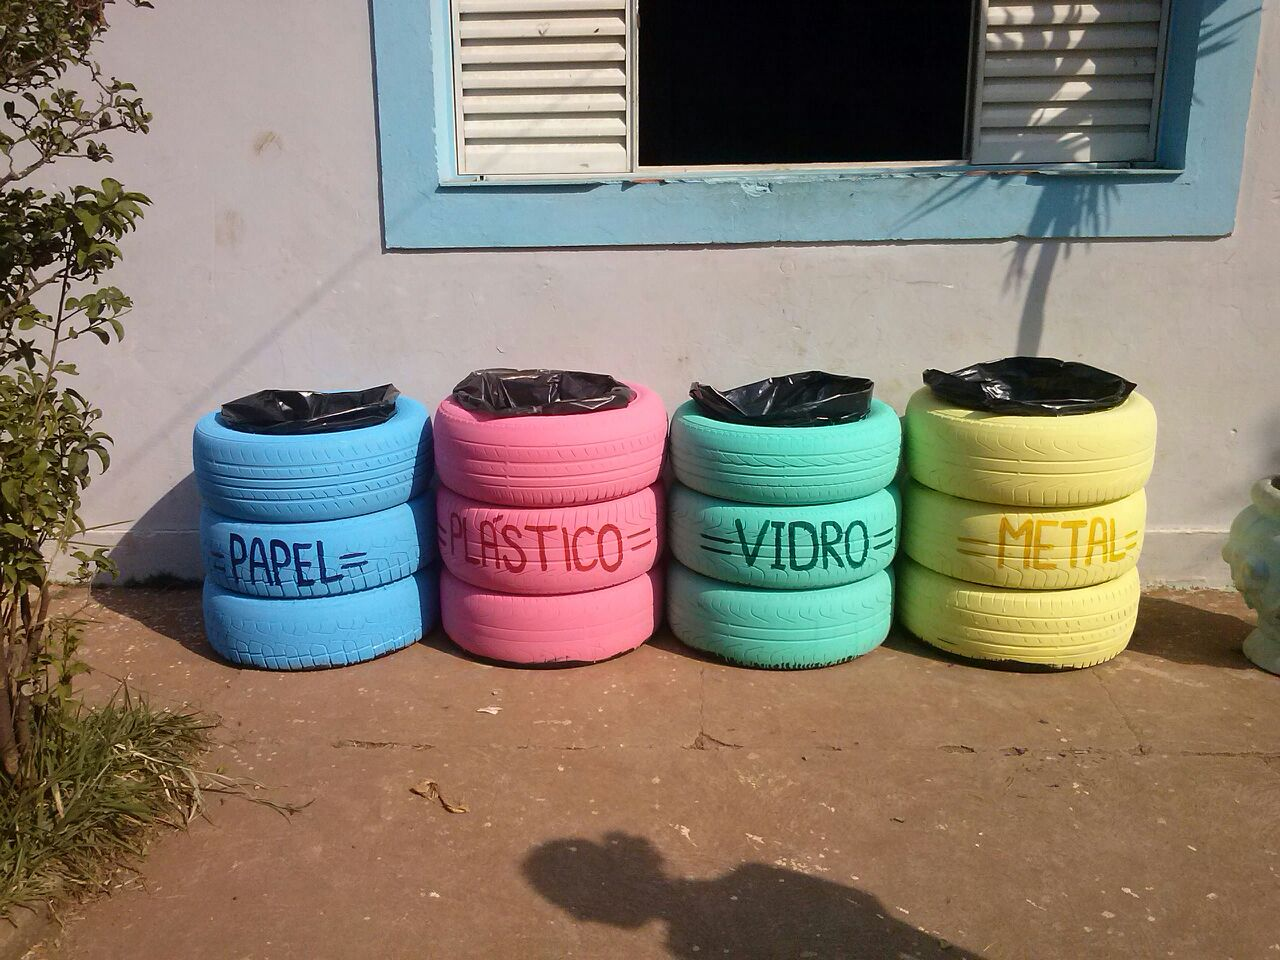 =PAPEL=
=PLÁSTICO=
=VIDRO=
=METAL=